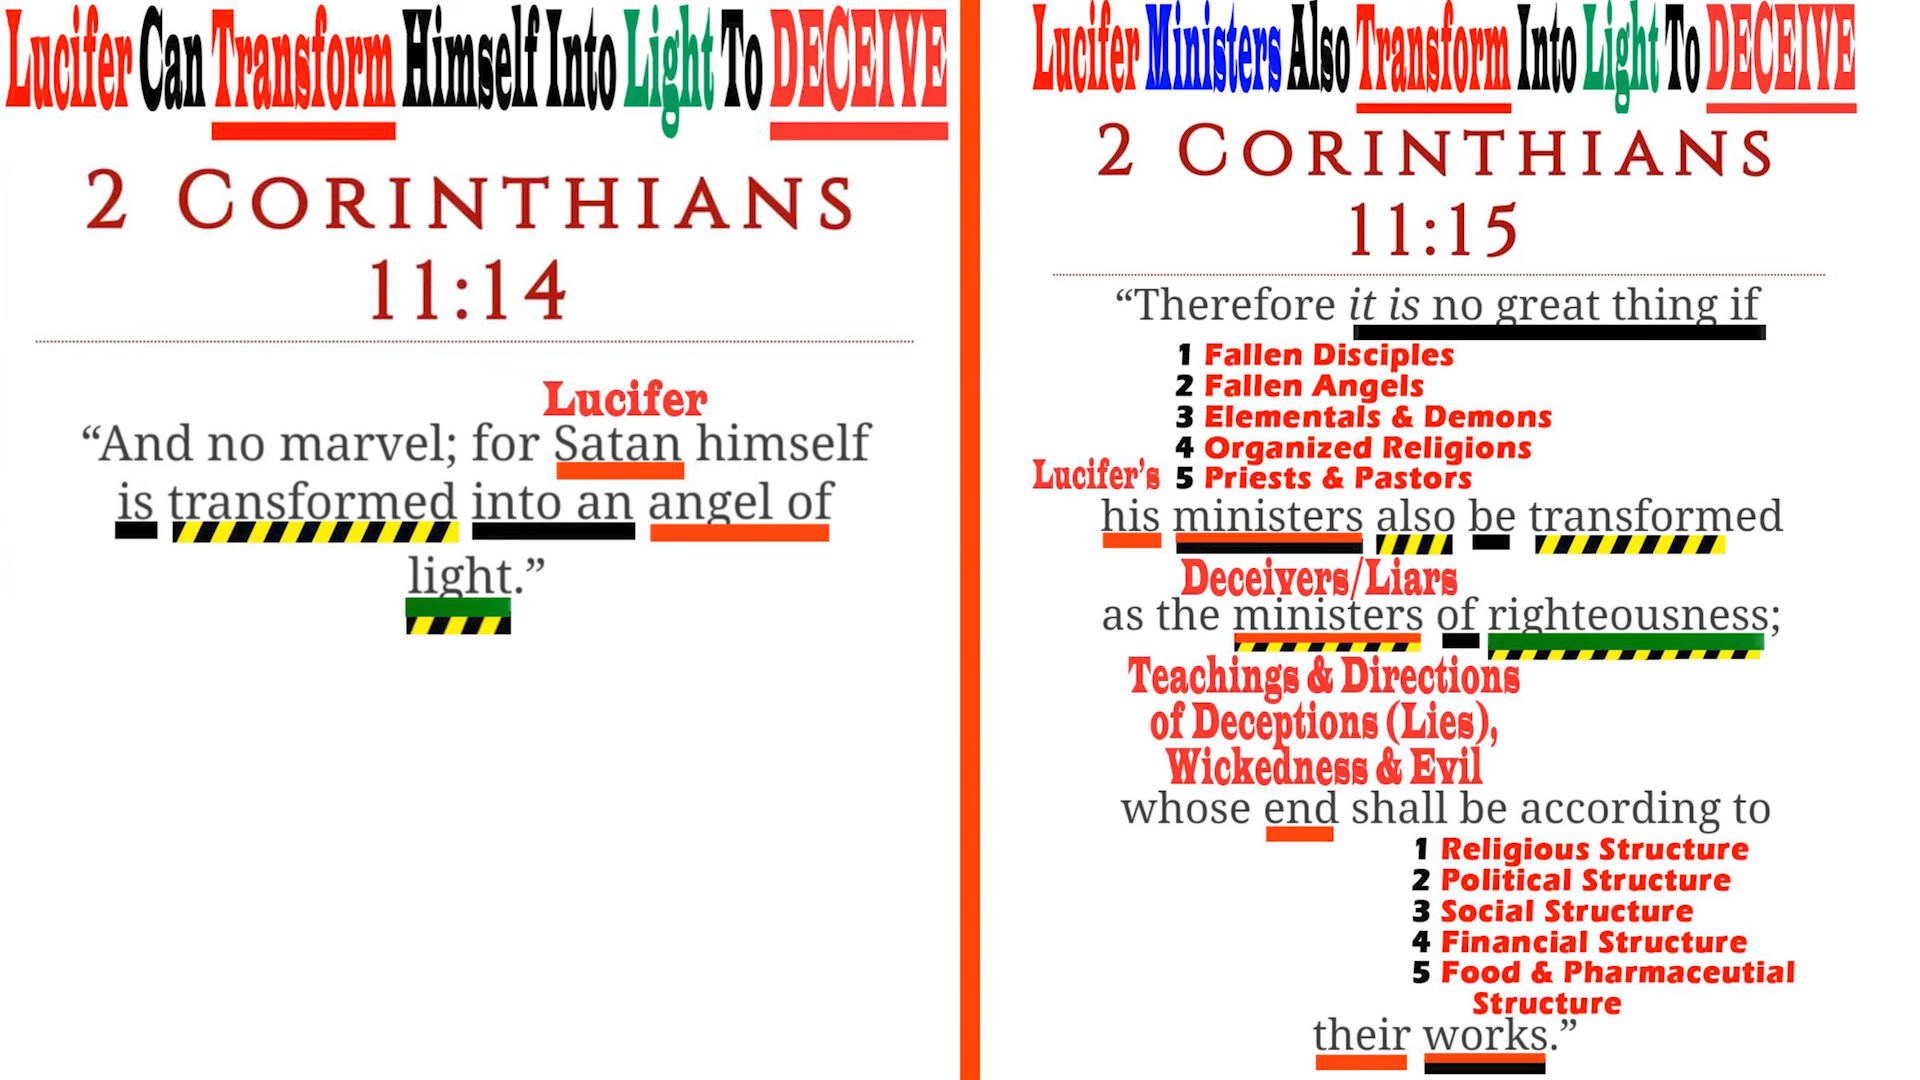 Lucifer Can Transform Himself Into Light To DECEIVE
2 CORINTHIANS
11:14
Lucifer
“And no marvel; for Satan himself
is transformed into an angel of
light.”
Lucifer Ministers Also Transform Into Light To DECEIVE
2 CORINTHIANS
11:15
“Therefore it is no great thing if
1 Fallen Disciples
2 Fallen Angels
3 Elementals & Demons
4 Organized Religions
Lucifer's 5 Priests & Pastors
his ministers also be transformed
Deceivers/Liars
as the ministers of righteousness;
Teachings & Directions
of Deceptions (Lies),
Wickedness & Evil
whose end shall be according to
1 Religious Structure
2 Political Structure
3 Social Structure
4 Financial Structure
5 Food & Pharmaceutial
Structure
their works.”